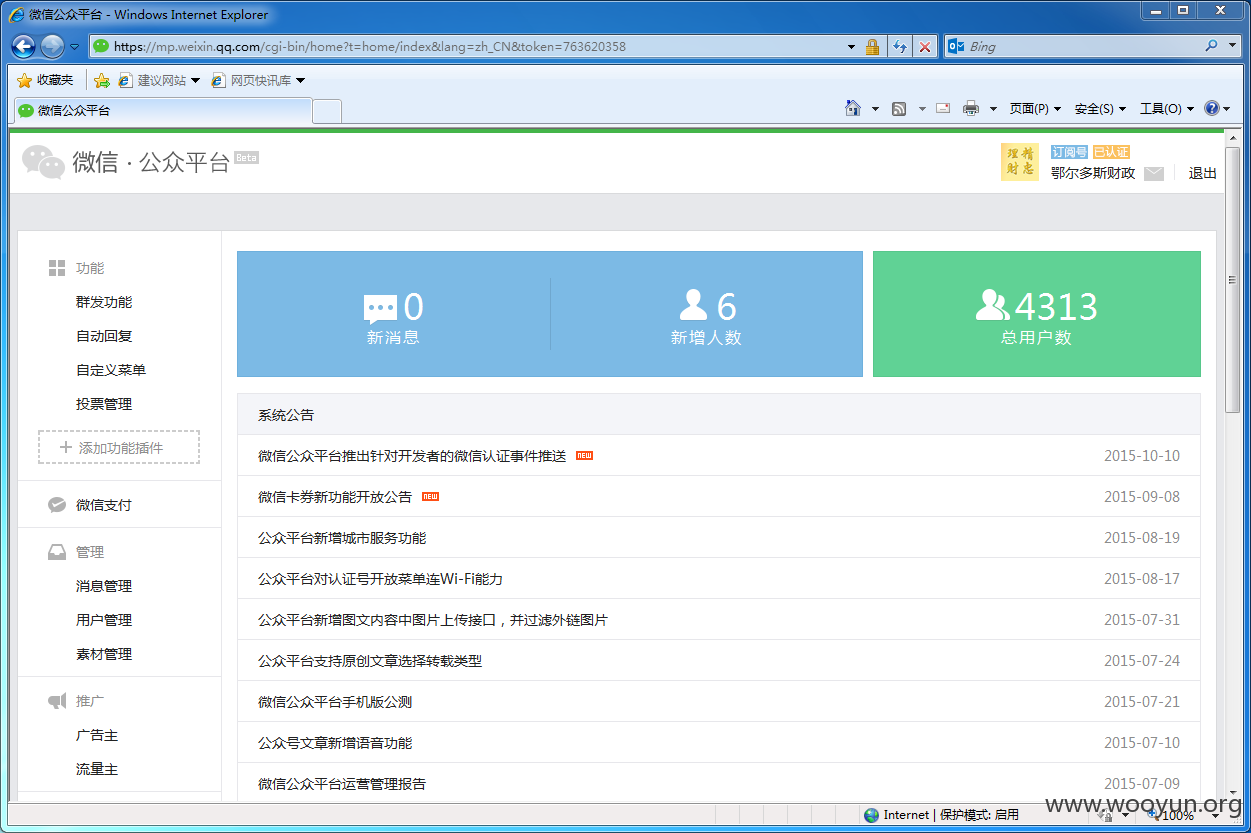 微信公众平台 - Windows Internet Explorer
https://mp.weixin.qq.com/cgi-bin/home?t=home/index&lang=zh_CN&token=763620358
Bing
收藏夹 建议网站 网页快讯库
微信公众平台
页面(P) 安全(S) 工具(O)
微信·公众平台 Beta
理精
财忠
订阅号 已认证
鄂尔多斯财政 退出
功能
群发功能
自动回复
自定义菜单
投票管理
添加功能插件
微信支付
管理
消息管理
用户管理
素材管理
推广
广告主
流量主
0
新消息
6
新增人数
4313
总用户数
系统公告
微信公众平台推出针对开发者的微信认证事件推送 NEW 2015-10-10
微信卡券新功能开放公告 NEW 2015-09-08
公众平台新增城市服务功能 2015-08-19
公众平台对认证号开放菜单连Wi-Fi能力 2015-08-17
公众平台新增图文内容中图片上传接口，并过滤外链图片 2015-07-31
公众平台支持原创文章选择转载类型 2015-07-24
微信公众平台手机版公测 2015-07-21
公众号文章新增语音功能 2015-07-10
微信公众平台运营管理报告 2015-07-09
www.wooyun.org
Internet | 保护模式: 启用 100%